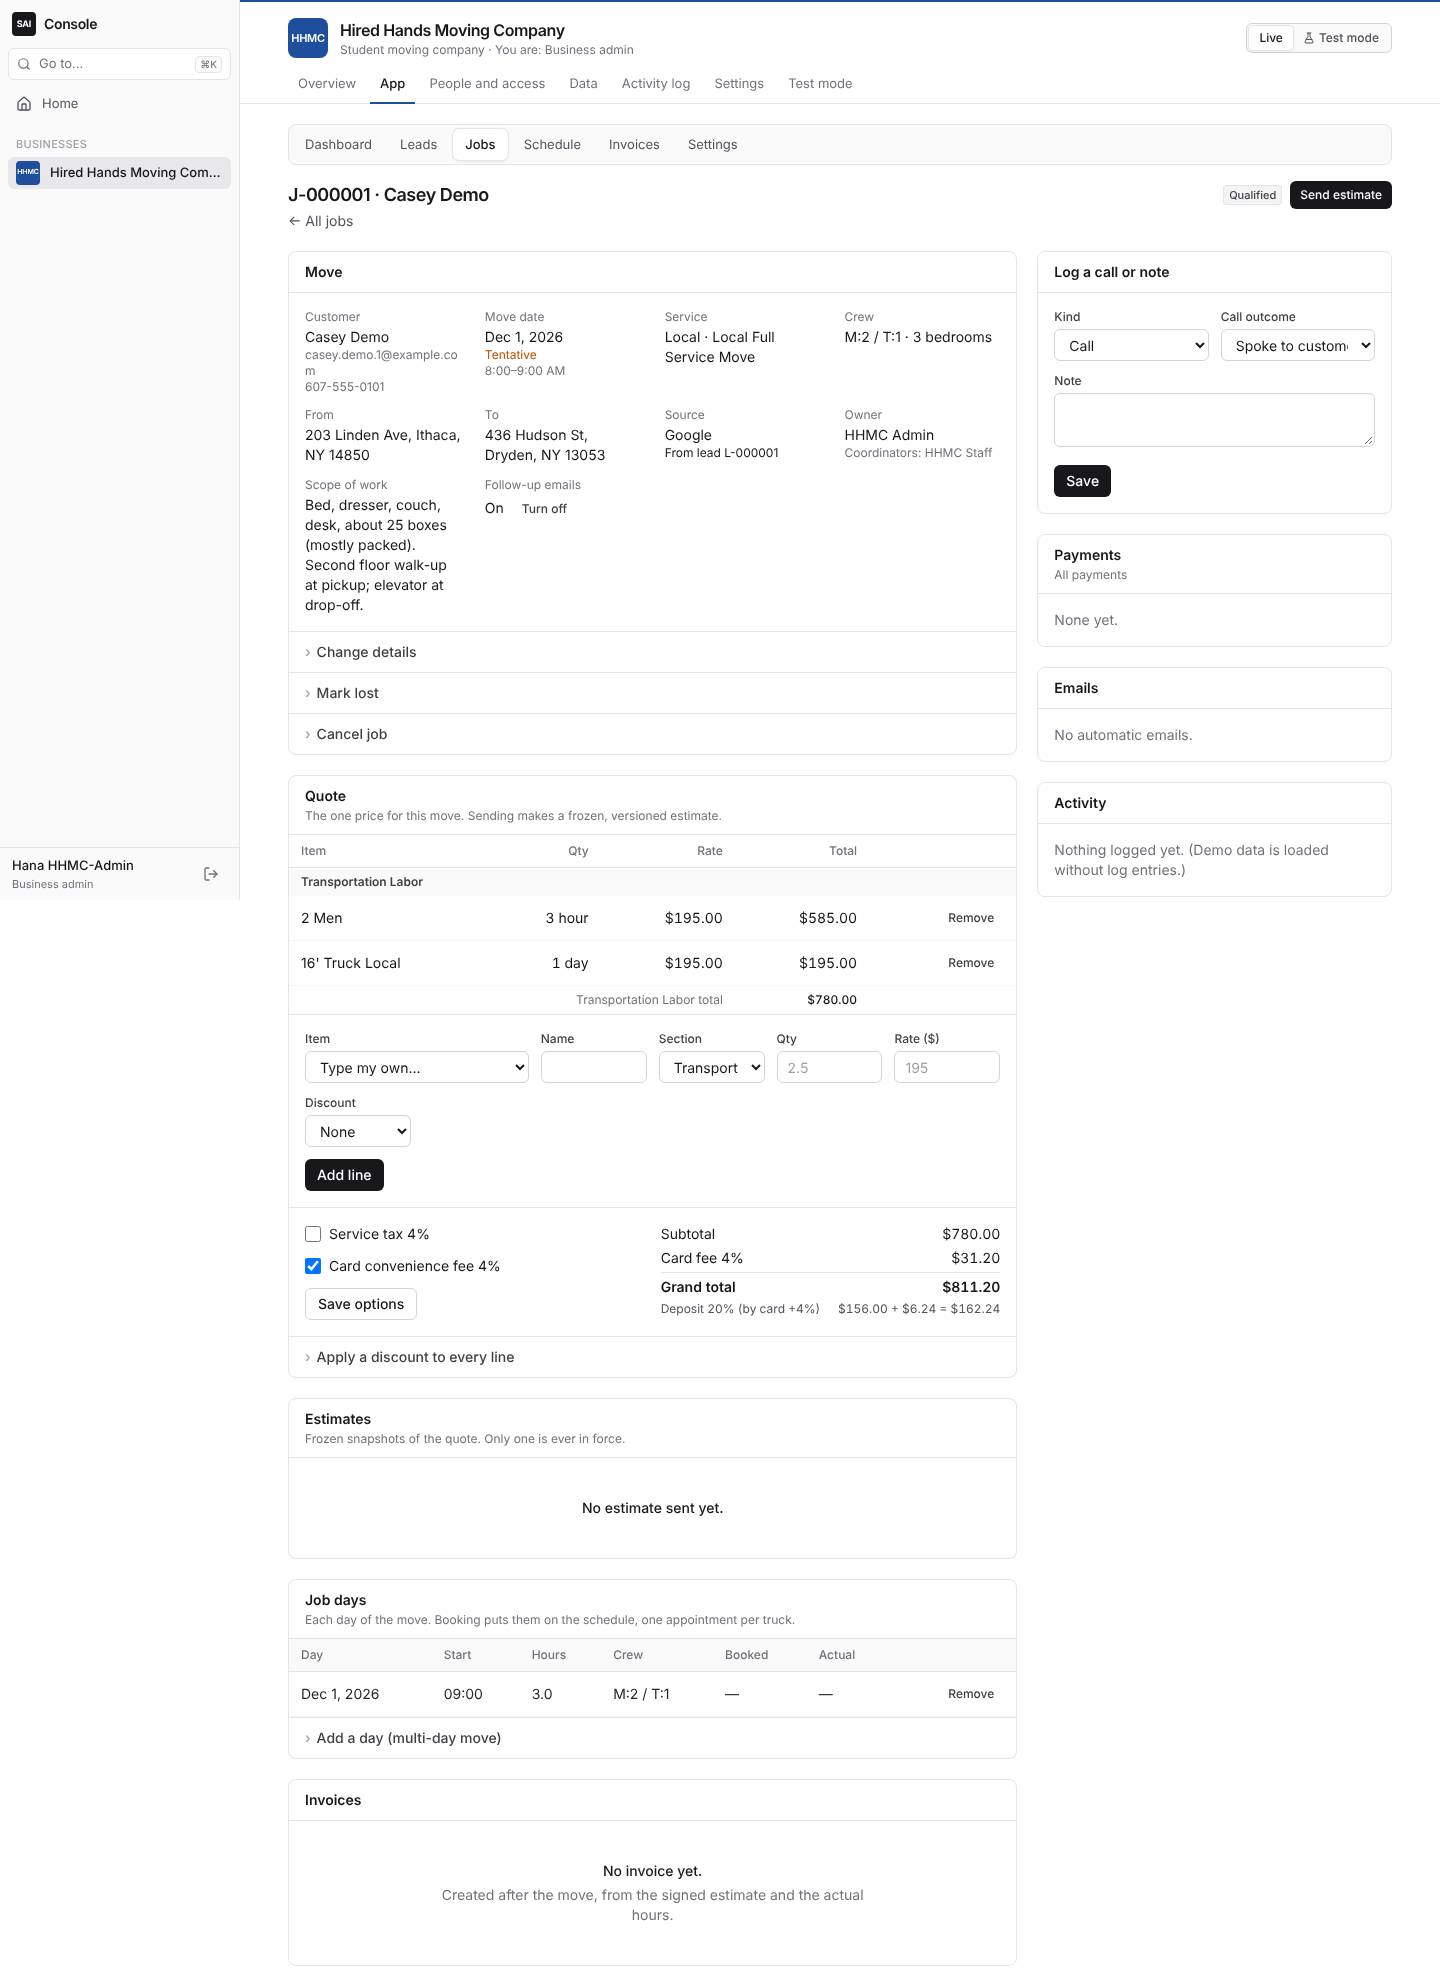 SAI Console
Go to... ⌘K
Home
BUSINESSES
HHMC Hired Hands Moving Com...
Hana HHMC-Admin
Business admin
HHMC
Hired Hands Moving Company
Student moving company · You are: Business admin
Live Test mode
Overview App People and access Data Activity log Settings Test mode
Dashboard Leads Jobs Schedule Invoices Settings
J-000001 · Casey Demo
Qualified Send estimate
← All jobs
Move
Customer
Casey Demo
casey.demo.1@example.co
m
607-555-0101
Move date
Dec 1, 2026
Tentative
8:00–9:00 AM
Service
Local · Local Full
Service Move
Crew
M:2 / T:1 · 3 bedrooms
From
203 Linden Ave, Ithaca,
NY 14850
To
436 Hudson St,
Dryden, NY 13053
Source
Google
From lead L-000001
Owner
HHMC Admin
Coordinators: HHMC Staff
Scope of work
Bed, dresser, couch,
desk, about 25 boxes
(mostly packed).
Second floor walk-up
at pickup; elevator at
drop-off.
Follow-up emails
On Turn off
› Change details
› Mark lost
› Cancel job
Quote
The one price for this move. Sending makes a frozen, versioned estimate.
Item Qty Rate Total
Transportation Labor
2 Men 3 hour $195.00 $585.00 Remove
16' Truck Local 1 day $195.00 $195.00 Remove
Transportation Labor total $780.00
Item Name Section Qty Rate ($)
Type my own... Transport 2.5 195
Discount
None
Add line
Service tax 4%
Card convenience fee 4%
Save options
Subtotal $780.00
Card fee 4% $31.20
Grand total $811.20
Deposit 20% (by card +4%) $156.00 + $6.24 = $162.24
› Apply a discount to every line
Estimates
Frozen snapshots of the quote. Only one is ever in force.
No estimate sent yet.
Job days
Each day of the move. Booking puts them on the schedule, one appointment per truck.
Day Start Hours Crew Booked Actual
Dec 1, 2026 09:00 3.0 M:2 / T:1 — — Remove
› Add a day (multi-day move)
Invoices
No invoice yet.
Created after the move, from the signed estimate and the actual
hours.
Log a call or note
Kind Call outcome
Call Spoke to custome
Note
Save
Payments
All payments
None yet.
Emails
No automatic emails.
Activity
Nothing logged yet. (Demo data is loaded
without log entries.)